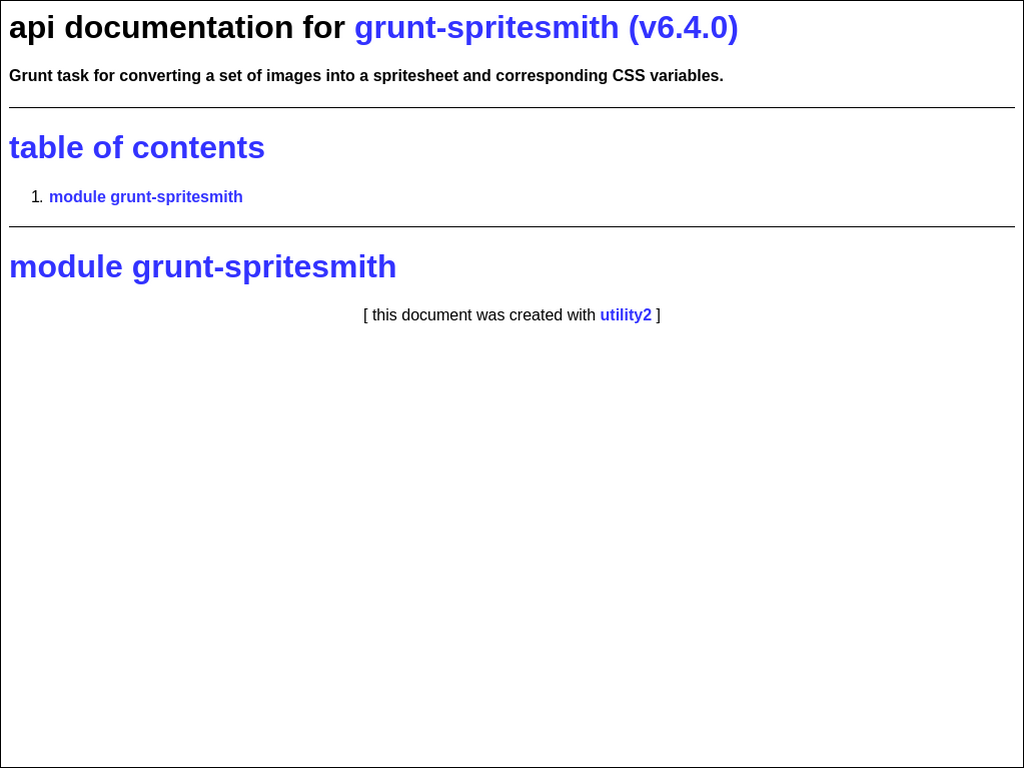 api documentation for grunt-spritesmith (v6.4.0)
Grunt task for converting a set of images into a spritesheet and corresponding CSS variables.
table of contents
1. module grunt-spritesmith
module grunt-spritesmith
[ this document was created with utility2 ]